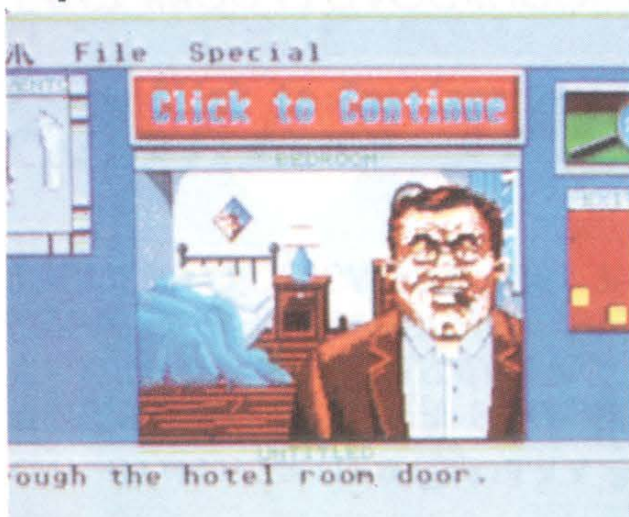 File Special
Click to Continue
BEDROOM
UNTITLED
ough the hotel room door.